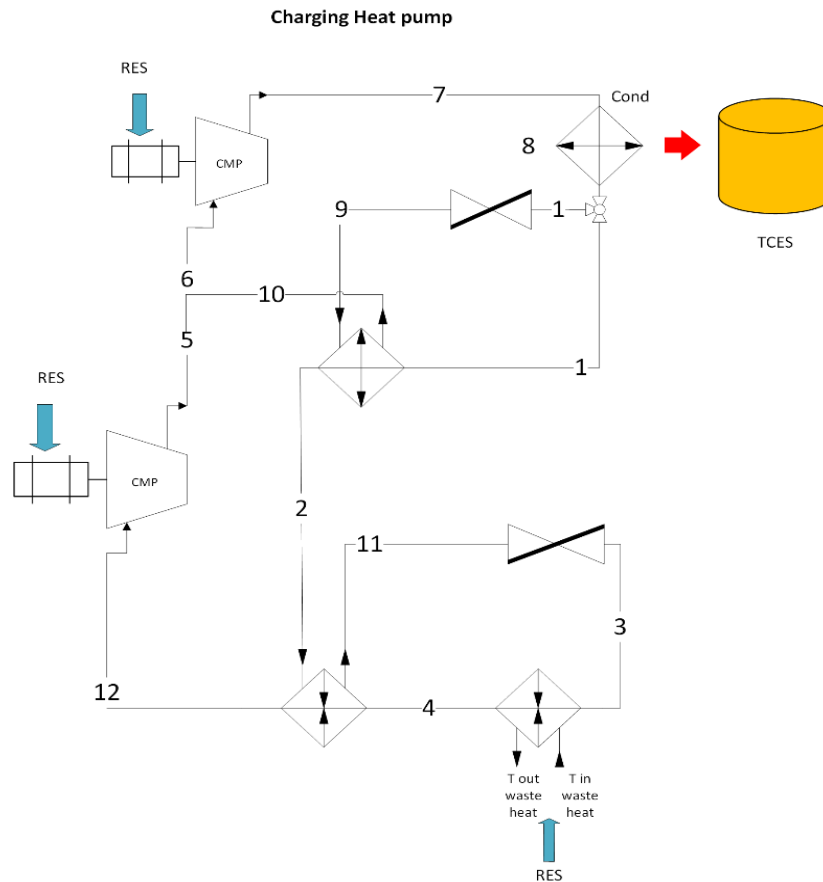 Charging Heat pump
RES
7
Cond
CMP
8
9
1
TCES
6
10
5
1
RES
CMP
2
11
3
12
4
T out
waste
heat
T in
waste
heat
RES